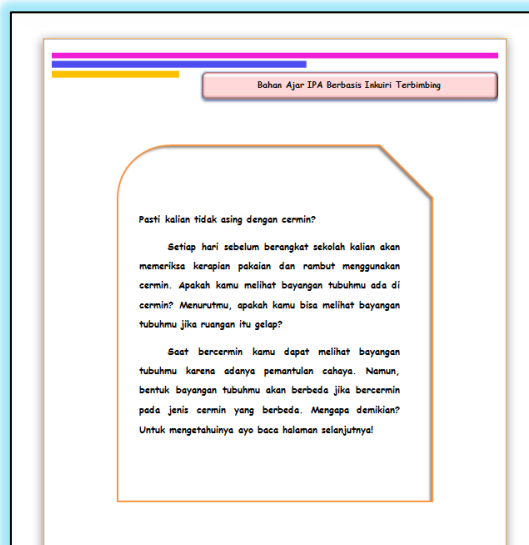 Bahan Ajar IPA Berbasis Inkuiri Terbimbing
Pasti kalian tidak asing dengan cermin?
Setiap hari sebelum berangkat sekolah kalian akan
memeriksa kerapian pakaian dan rambut menggunakan
cermin. Apakah kamu melihat bayangan tubuhmu ada di
cermin? Menurutmu, apakah kamu bisa melihat bayangan
tubuhmu jika ruangan itu gelap?
Saat bercermin kamu dapat melihat bayangan
tubuhmu karena adanya pemantulan cahaya. Namun,
bentuk bayangan tubuhmu akan berbeda jika bercermin
pada jenis cermin yang berbeda. Mengapa demikian?
Untuk mengetahuinya ayo baca halaman selanjutnya!